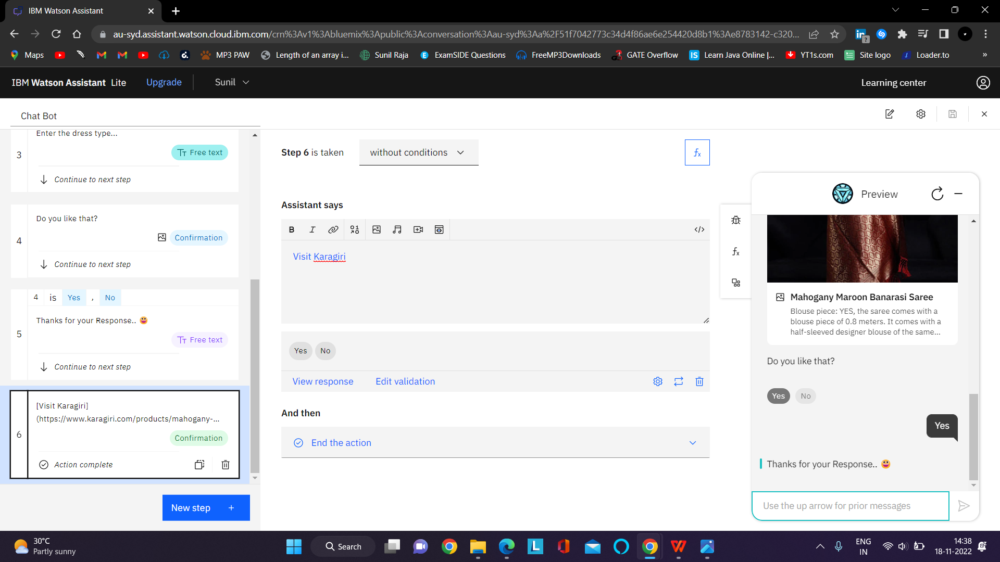 IBM Watson Assistant
au-syd.assistant.watson.cloud.ibm.com/crn%3Av1%3Abluemix%3Apublic%3Aconversation%3Aau-syd%3Aa%2F51f7042773c34d4f86ae6e254420d8b1%3Ae8783142-c320...
Maps
MP3 PAW
Length of an array i...
Sunil Raja
ExamSIDE Questions
FreeMP3Downloads
GATE Overflow
Learn Java Online |...
YT1s.com
Site logo
Loader.to
»
IBM Watson Assistant Lite
Upgrade
Sunil
Learning center
Chat Bot
3
Enter the dress type...
Free text
Continue to next step
4
Do you like that?
Confirmation
Continue to next step
4 is Yes , No
5
Thanks for your Response.. 😀
Free text
Continue to next step
6
[Visit Karagiri]
(https://www.karagiri.com/products/mahogany-...
Confirmation
Action complete
New step +
Step 6 is taken
without conditions
fx
Assistant says
B I
</>
Visit Karagiri
Yes No
View response
Edit validation
And then
End the action
fx
Preview
Mahogany Maroon Banarasi Saree
Blouse piece: YES, the saree comes with a
blouse piece of 0.8 meters. It comes with a
half-sleeved designer blouse of the same...
Do you like that?
Yes No
Yes
Thanks for your Response.. 😀
Use the up arrow for prior messages
30°C
Partly sunny
Search
ENG
IN
14:38
18-11-2022